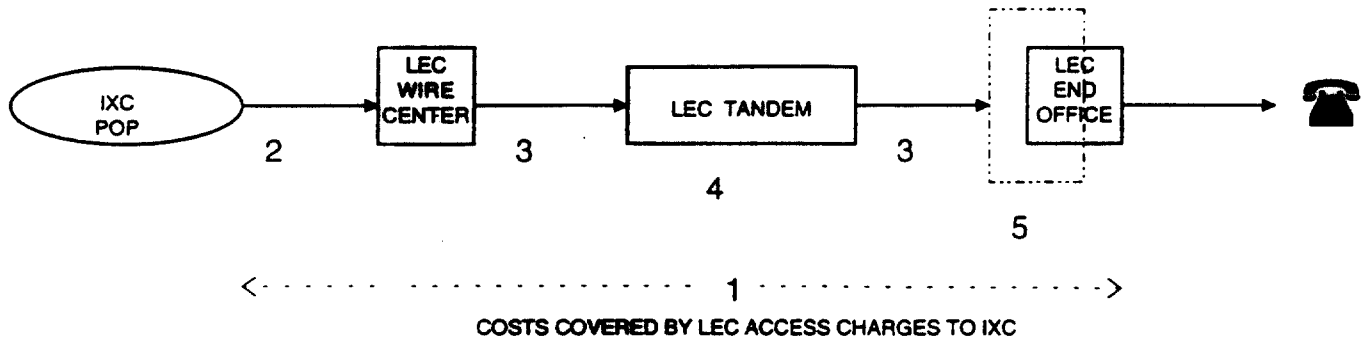 IXC
POP
LEC
WIRE
CENTER
LEC TANDEM
LEC
END
OFFICE
2
3
3
4
5
1
COSTS COVERED BY LEC ACCESS CHARGES TO IXC